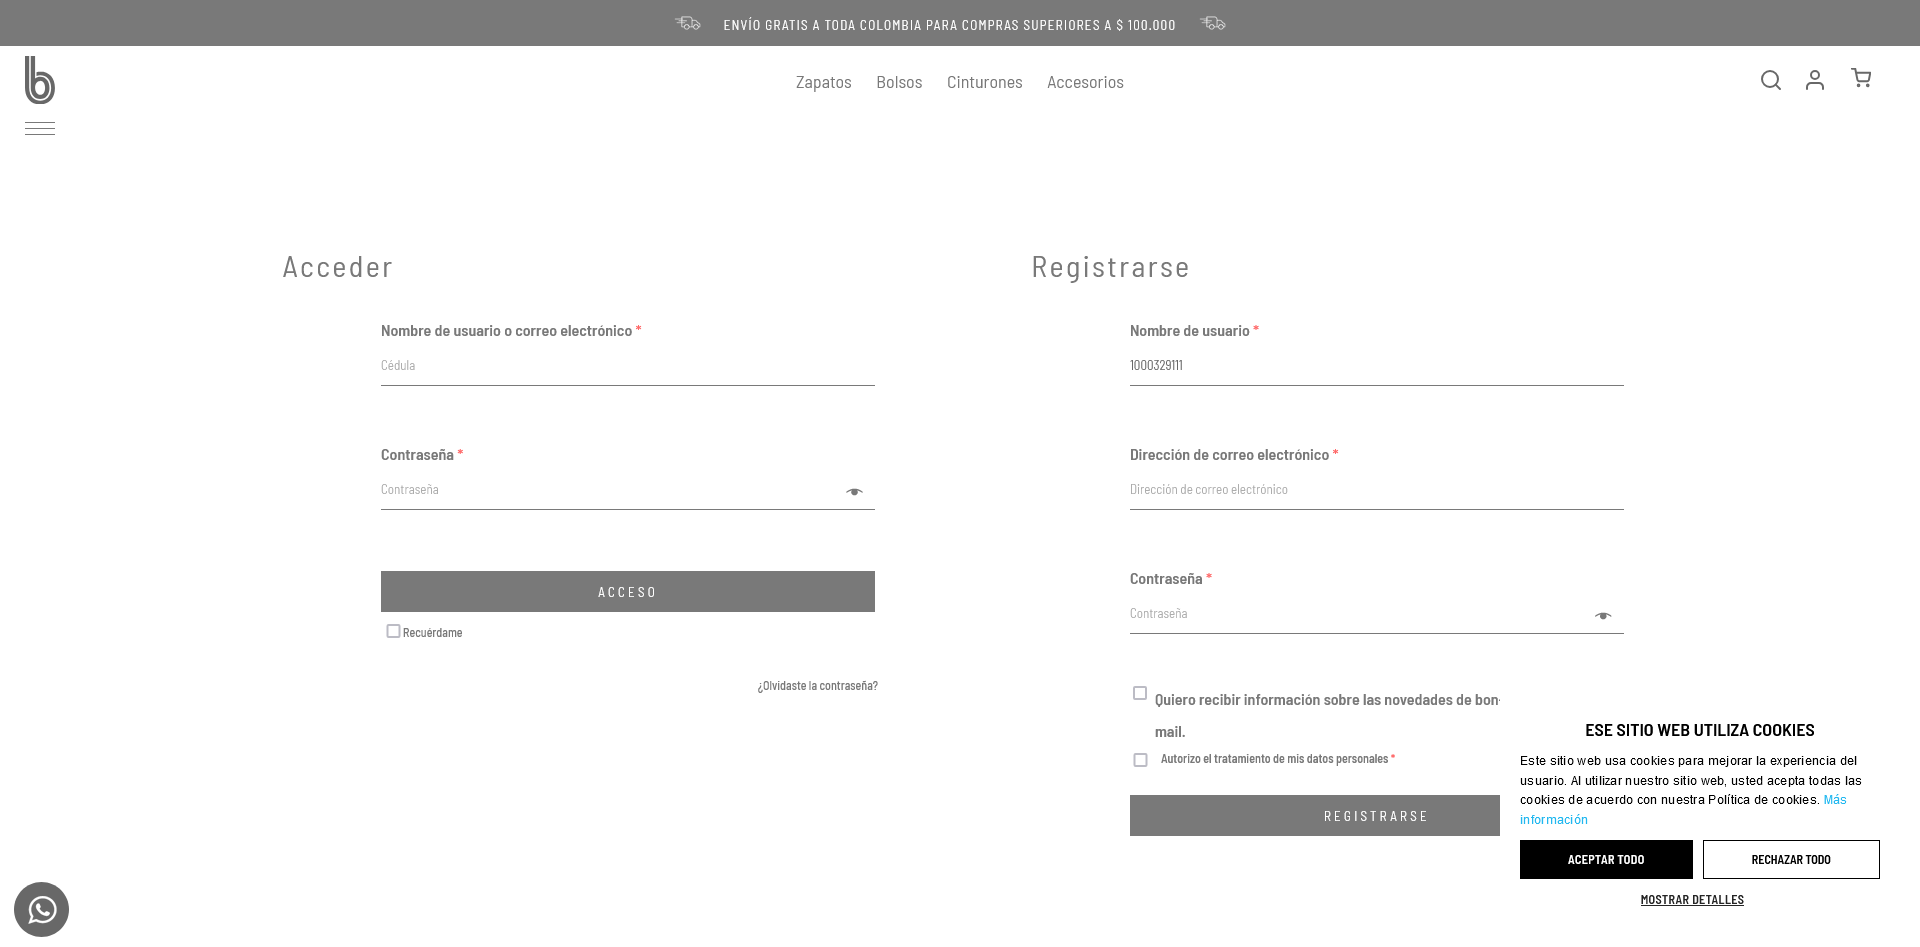 ENVÍO GRATIS A TODA COLOMBIA PARA COMPRAS SUPERIORES A $ 100.000
b
Zapatos Bolsos Cinturones Accesorios
Acceder
Nombre de usuario o correo electrónico *
Cédula
Contraseña *
Contraseña
ACCESO
Recuérdame
¿Olvidaste la contraseña?
Registrarse
Nombre de usuario *
1000329111
Dirección de correo electrónico *
Dirección de correo electrónico
Contraseña *
Contraseña
Quiero recibir información sobre las novedades de bon
mail.
Autorizo el tratamiento de mis datos personales *
REGISTRARSE
ESE SITIO WEB UTILIZA COOKIES
Este sitio web usa cookies para mejorar la experiencia del
usuario. Al utilizar nuestro sitio web, usted acepta todas las
cookies de acuerdo con nuestra Política de cookies. Más
información
ACEPTAR TODO
RECHAZAR TODO
MOSTRAR DETALLES